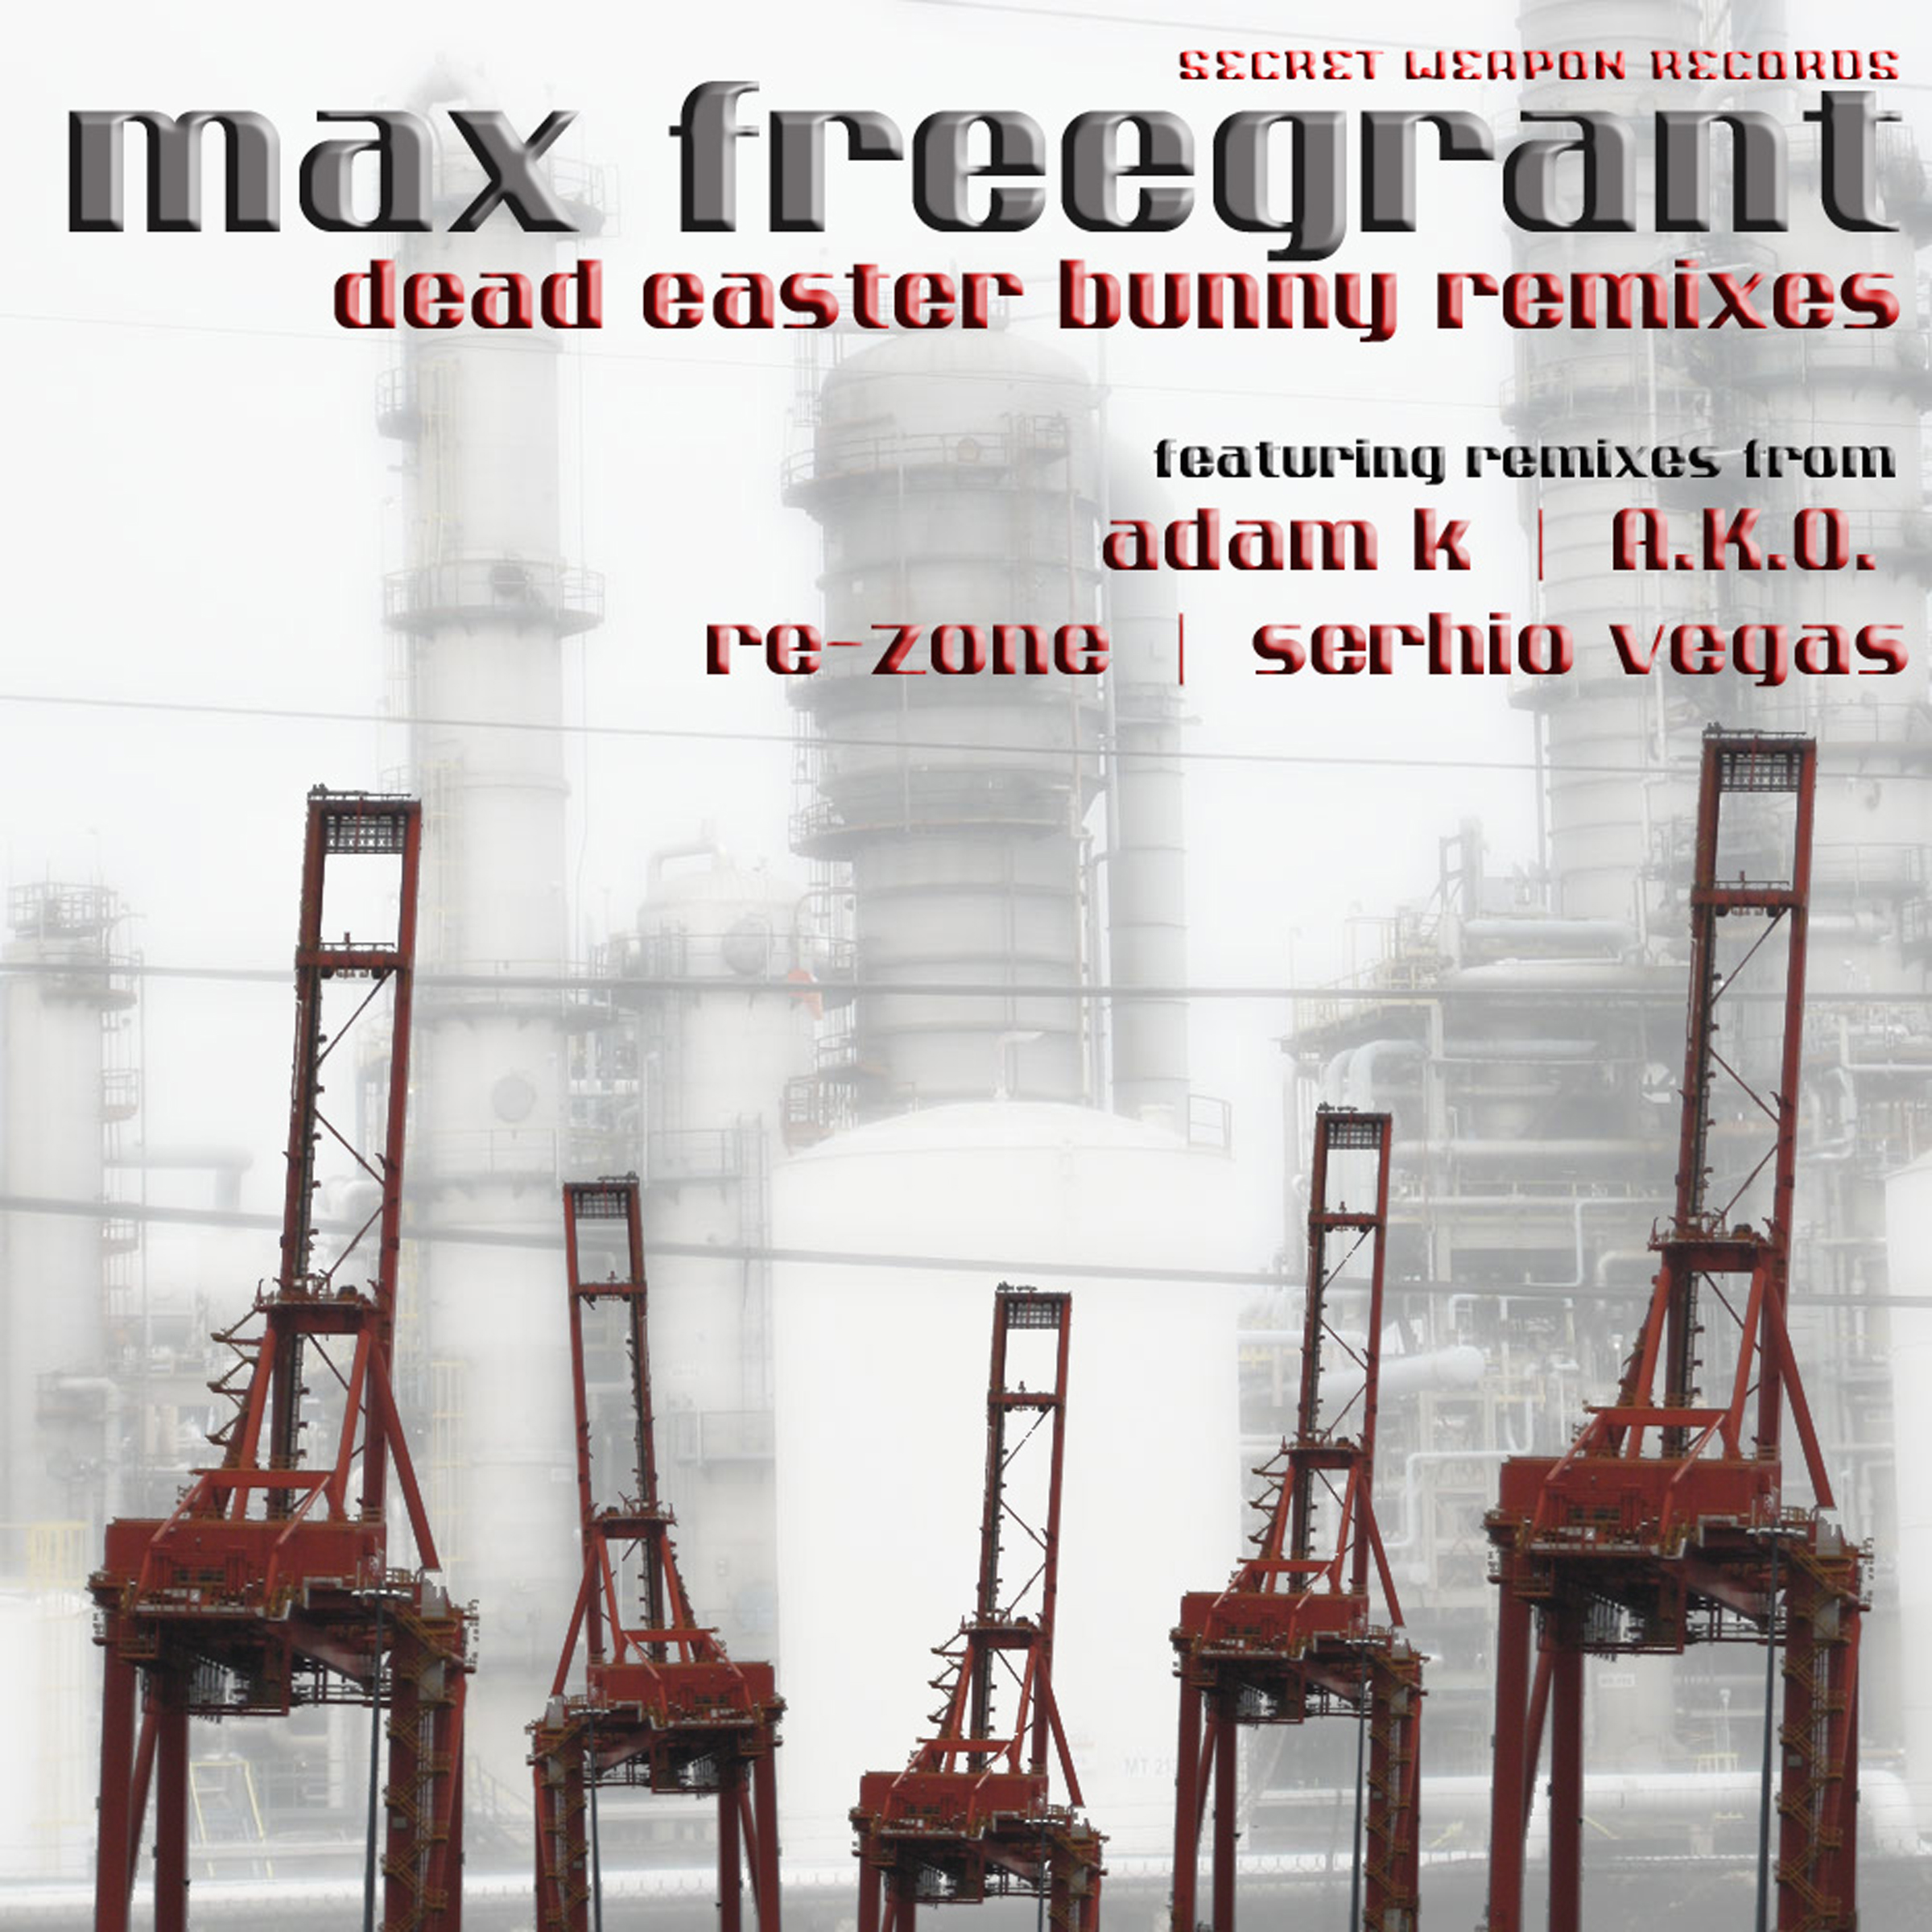 SECRET WEAPON RECORDS
max freegrant
dead easter bunny remixes
featuring remixes from
adam k | A.K.O.
re-zone | serhio vegas